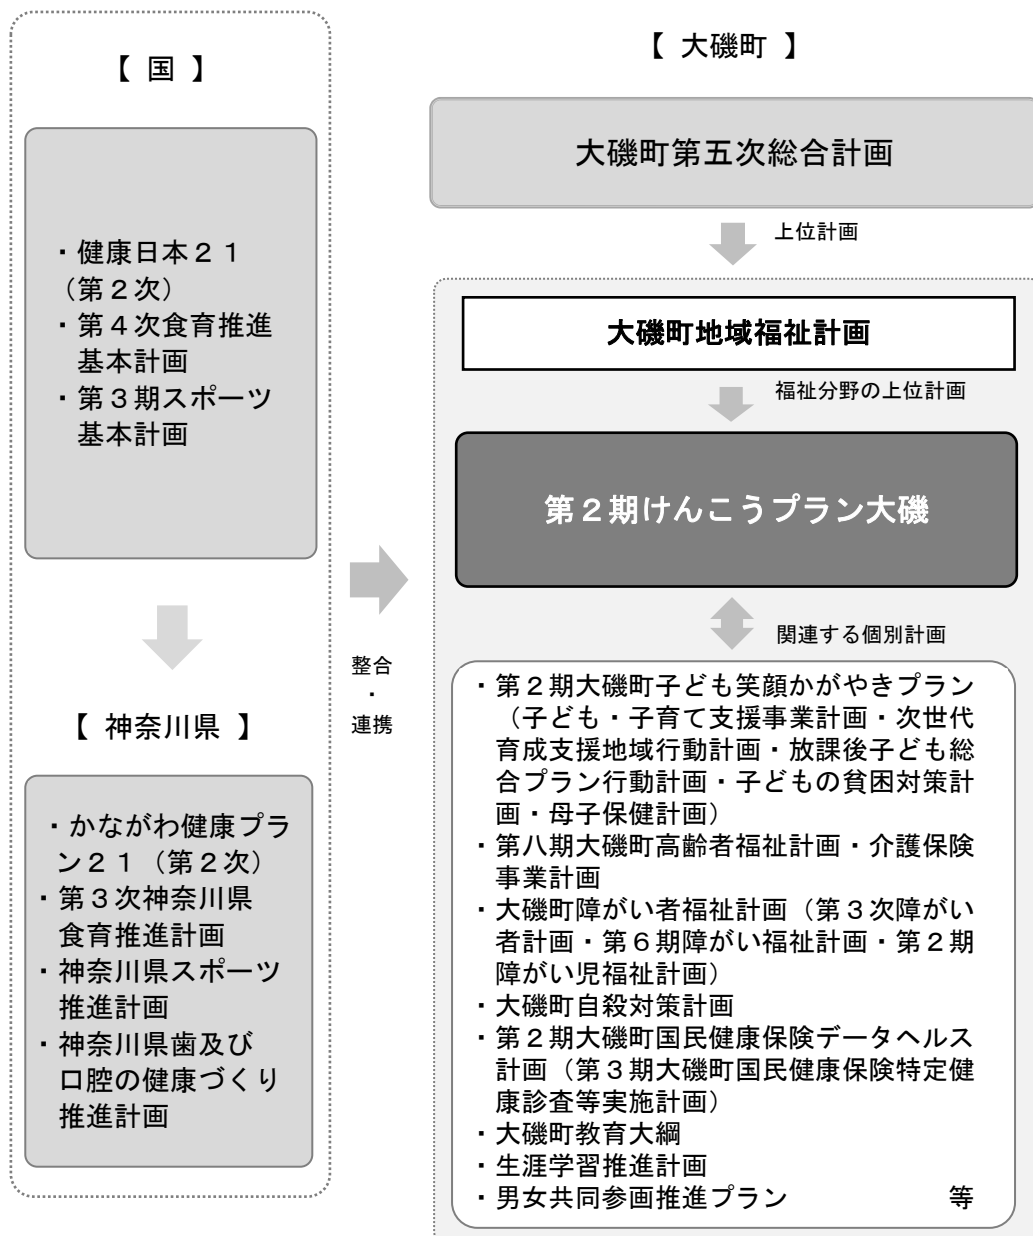 【 国 】
・健康日本２１
（第２次）
・第４次食育推進
基本計画
・第３期スポーツ
基本計画
【 神奈川県 】
・かながわ健康プラ
ン２１（第２次）
・第３次神奈川県
食育推進計画
・神奈川県スポーツ
推進計画
・神奈川県歯及び
口腔の健康づくり
推進計画
整合
・
連携
【 大磯町 】
大磯町第五次総合計画
上位計画
大磯町地域福祉計画
福祉分野の上位計画
第２期けんこうプラン大磯
関連する個別計画
・第２期大磯町子ども笑顔かがやきプラン
（子ども・子育て支援事業計画・次世代
育成支援地域行動計画・放課後子ども総
合プラン行動計画・子どもの貧困対策計
画・母子保健計画）
・第八期大磯町高齢者福祉計画・介護保険
事業計画
・大磯町障がい者福祉計画（第３次障がい
者計画・第６期障がい福祉計画・第２期
障がい児福祉計画）
・大磯町自殺対策計画
・第２期大磯町国民健康保険データヘルス
計画（第３期大磯町国民健康保険特定健
康診査等実施計画）
・大磯町教育大綱
・生涯学習推進計画
・男女共同参画推進プラン　　　　　　等